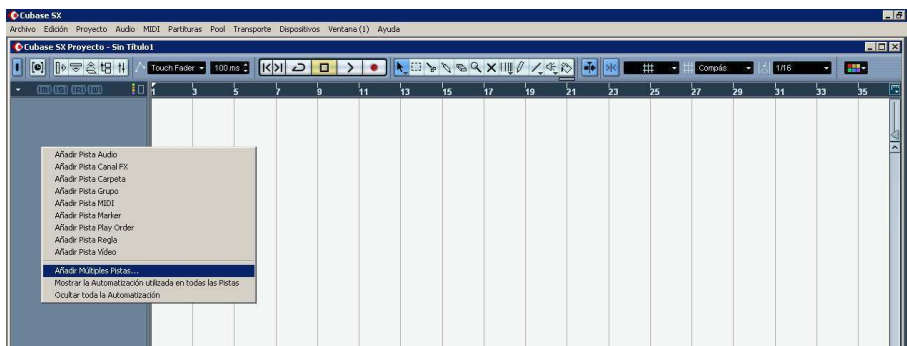 Cubase SX
Archivo Edición Proyecto Audio MIDI Partituras Pool Transporte Dispositivos Ventana (1) Ayuda
Cubase SX Proyecto - Sin Título1
Touch Fader 100 ms Compás 1/16
[m] [S] [R] [m] 1 3 5 7 9 11 13 15 17 19 21 23 25 27 29 31 33 35
Añadir Pista Audio
Añadir Pista Canal FX
Añadir Pista Carpeta
Añadir Pista Grupo
Añadir Pista MIDI
Añadir Pista Marker
Añadir Pista Play Order
Añadir Pista Regla
Añadir Pista Vídeo
Añadir Múltiples Pistas...
Mostrar la Automatización utilizada en todas las Pistas
Ocultar toda la Automatización